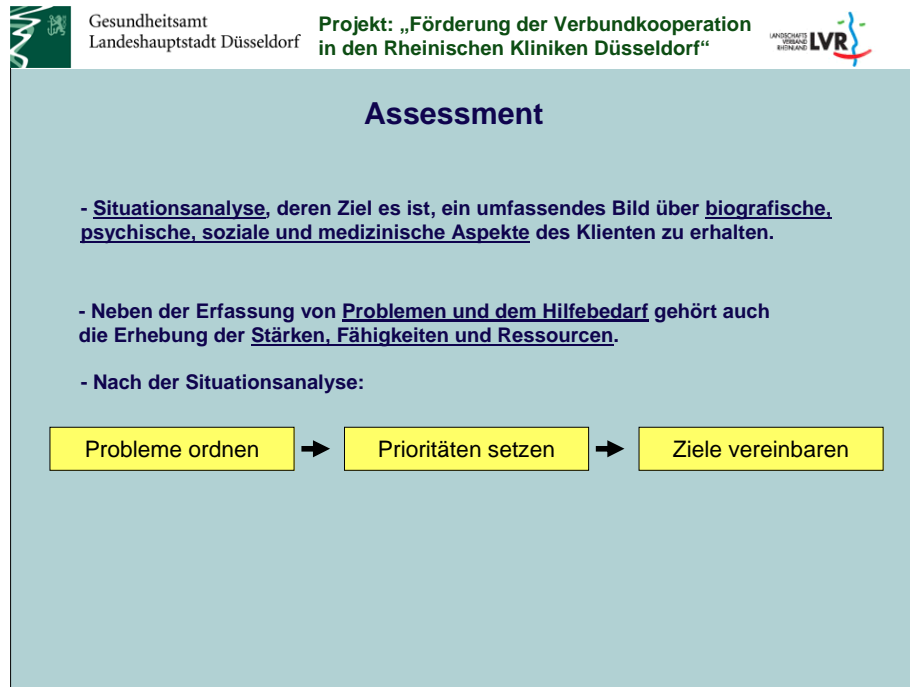 Gesundheitsamt
Landeshauptstadt Düsseldorf
Projekt: „Förderung der Verbundkooperation
in den Rheinischen Kliniken Düsseldorf“
LANDSCHAFTS
VERBAND
RHEINLAND
LVR
Assessment
- Situationsanalyse, deren Ziel es ist, ein umfassendes Bild über biografische,
psychische, soziale und medizinische Aspekte des Klienten zu erhalten.
- Neben der Erfassung von Problemen und dem Hilfebedarf gehört auch
die Erhebung der Stärken, Fähigkeiten und Ressourcen.
- Nach der Situationsanalyse:
Probleme ordnen
Prioritäten setzen
Ziele vereinbaren